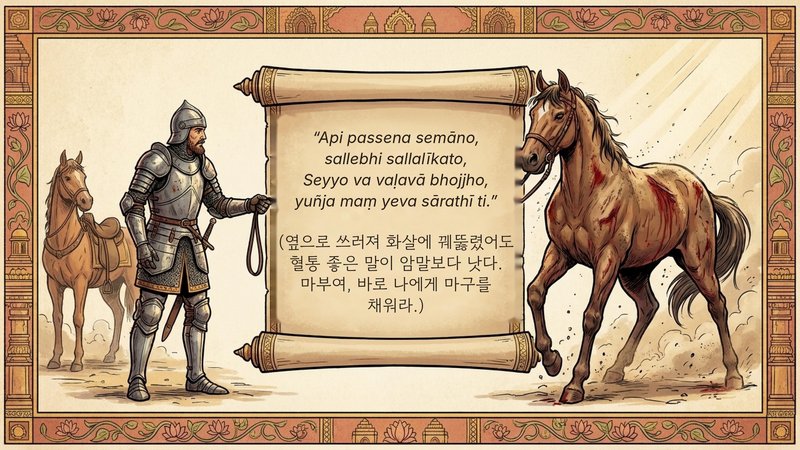 “Api passena semāno,
sallebhi sallalīkato,
Seyyo va vaḷavā bhojjho,
yuñja maṃ yeva sārathī ti.”
(옆으로 쓰러져 화살에 꿰뚫렸어도
혈통 좋은 말이 암말보다 낫다.
마부여, 바로 나에게 마구를
채워라.)